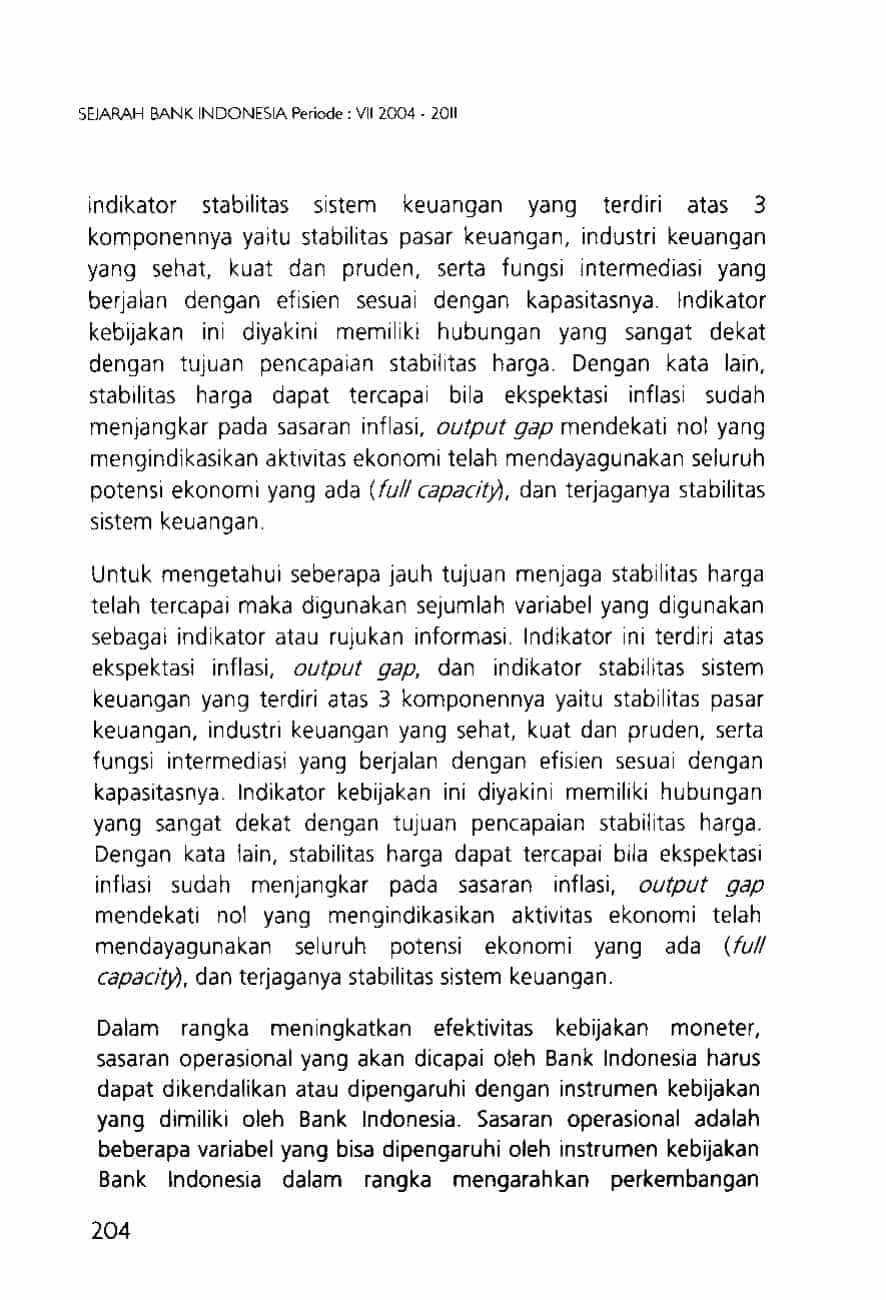 SEJARAH BANK INDONESIA Periode : VII 2004 - 2011
indikator stabilitas sistem keuangan yang terdiri atas 3
komponennya yaitu stabilitas pasar keuangan, industri keuangan
yang sehat, kuat dan pruden, serta fungsi intermediasi yang
berjalan dengan efisien sesuai dengan kapasitasnya. Indikator
kebijakan ini diyakini memiliki hubungan yang sangat dekat
dengan tujuan pencapaian stabilitas harga. Dengan kata lain,
stabilitas harga dapat tercapai bila ekspektasi inflasi sudah
menjangkar pada sasaran inflasi, output gap mendekati nol yang
mengindikasikan aktivitas ekonomi telah mendayagunakan seluruh
potensi ekonomi yang ada (full capacity), dan terjaganya stabilitas
sistem keuangan.
Untuk mengetahui seberapa jauh tujuan menjaga stabilitas harga
telah tercapai maka digunakan sejumlah variabel yang digunakan
sebagai indikator atau rujukan informasi. Indikator ini terdiri atas
ekspektasi inflasi, output gap, dan indikator stabilitas sistem
keuangan yang terdiri atas 3 komponennya yaitu stabilitas pasar
keuangan, industri keuangan yang sehat, kuat dan pruden, serta
fungsi intermediasi yang berjalan dengan efisien sesuai dengan
kapasitasnya. Indikator kebijakan ini diyakini memiliki hubungan
yang sangat dekat dengan tujuan pencapaian stabilitas harga.
Dengan kata lain, stabilitas harga dapat tercapai bila ekspektasi
inflasi sudah menjangkar pada sasaran inflasi, output gap
mendekati nol yang mengindikasikan aktivitas ekonomi telah
mendayagunakan seluruh potensi ekonomi yang ada (full
capacity), dan terjaganya stabilitas sistem keuangan.
Dalam rangka meningkatkan efektivitas kebijakan moneter,
sasaran operasional yang akan dicapai oleh Bank Indonesia harus
dapat dikendalikan atau dipengaruhi dengan instrumen kebijakan
yang dimiliki oleh Bank Indonesia. Sasaran operasional adalah
beberapa variabel yang bisa dipengaruhi oleh instrumen kebijakan
Bank Indonesia dalam rangka mengarahkan perkembangan
204